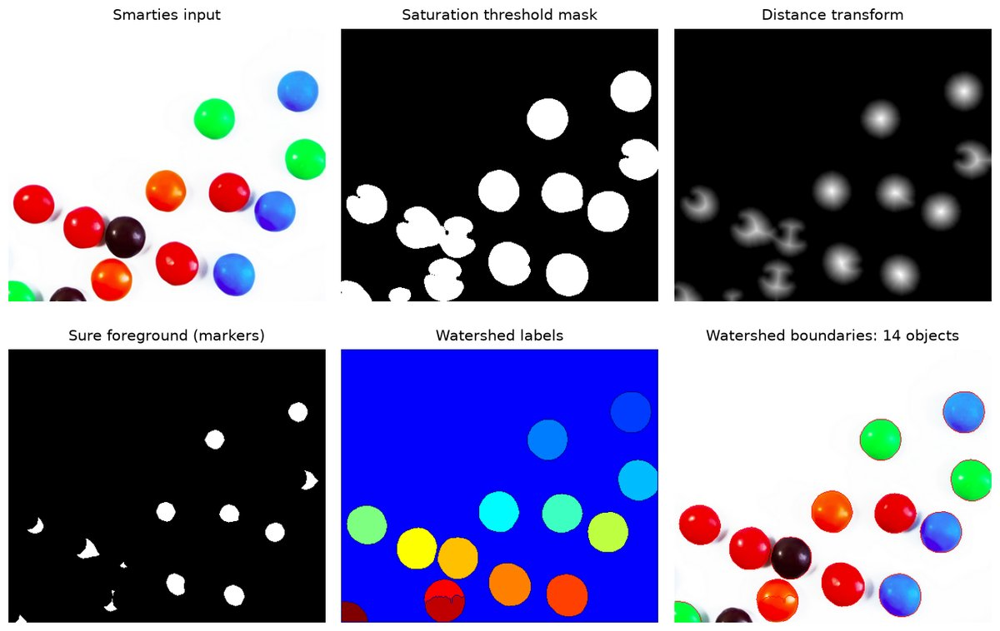 Smarties input
Saturation threshold mask
Distance transform
Sure foreground (markers)
Watershed labels
Watershed boundaries: 14 objects